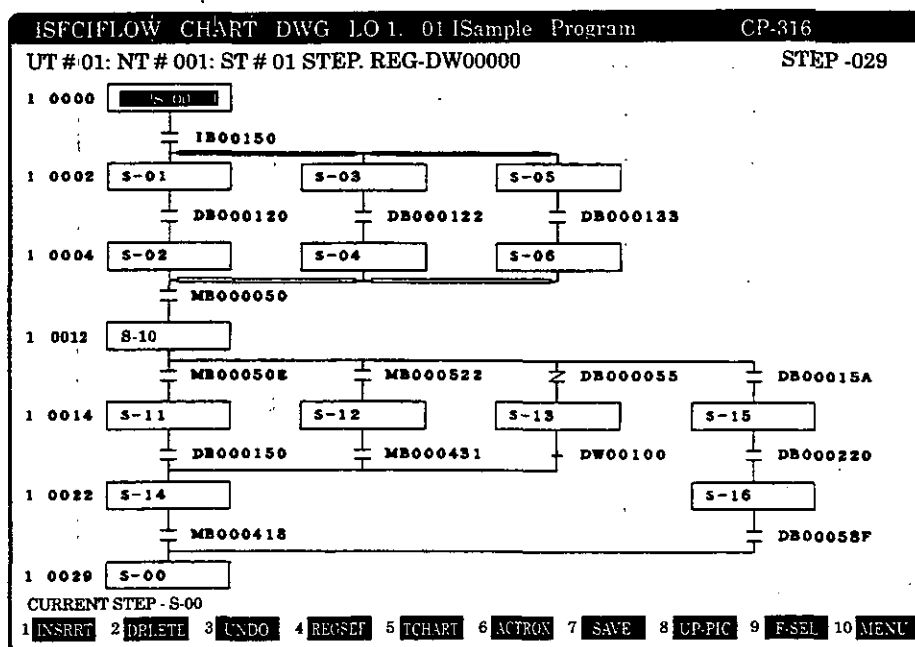 ISFCIFLOW CHART DWG LO 1. 01 ISample Program CP-316
UT # 01: NT # 001: ST # 01 STEP. REG-DW00000 STEP -029
1 0000 S-00
IB00150
1 0002 S-01 S-03 S-05
DB000120 DB000122 DB000133
1 0004 S-02 S-04 S-06
MB000050
1 0012 S-10
MB00050E MB000522 DB000055 DB00015A
1 0014 S-11 S-12 S-13 S-15
DB000150 MB000431 DW00100 DB000220
1 0022 S-14 S-16
MB000418 DB00058F
1 0029 S-00
CURRENT STEP - S-00
1 INSRRT 2 DRLETE 3 UNDO 4 REGSEF 5 TCHART 6 ACTRON 7 SAVE 8 UP-PIC 9 F-SEL 10 MENU